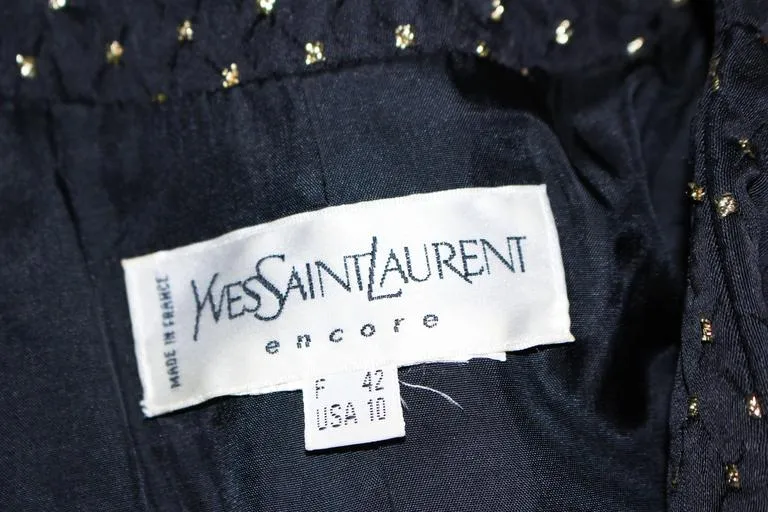 MADE IN FRANCE
YVESSAINTLAURENT
encore
F 42
USA 10